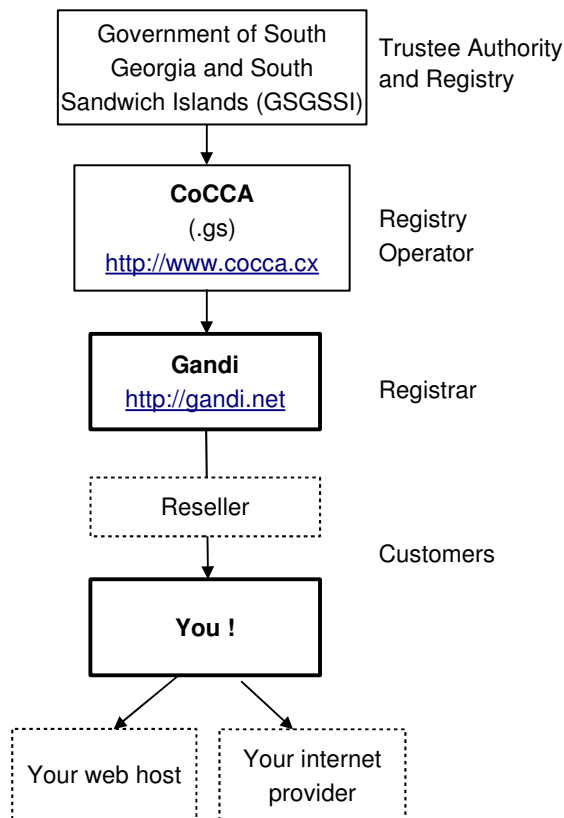 Government of South
Georgia and South
Sandwich Islands (GSGSSI)
Trustee Authority
and Registry
CoCCA
(.gs)
http://www.cocca.cx
Registry
Operator
Gandi
http://gandi.net
Registrar
Reseller
Customers
You !
Your web host
Your internet
provider